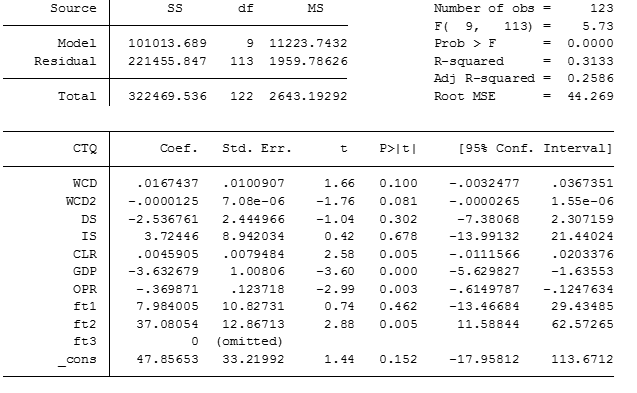 Source SS df MS Number of obs = 123
F( 9, 113) = 5.73
Model 101013.689 9 11223.7432 Prob > F = 0.0000
Residual 221455.847 113 1959.78626 R-squared = 0.3133
Adj R-squared = 0.2586
Total 322469.536 122 2643.19292 Root MSE = 44.269
CTQ Coef. Std. Err. t P>|t| [95% Conf. Interval]
WCD .0167437 .0100907 1.66 0.100 -.0032477 .0367351
WCD2 -.0000125 7.08e-06 -1.76 0.081 -.0000265 1.55e-06
DS -2.536761 2.444966 -1.04 0.302 -7.38068 2.307159
IS 3.72446 8.942034 0.42 0.678 -13.99132 21.44024
CLR .0045905 .0079484 2.58 0.005 -.0111566 .0203376
GDP -3.632679 1.00806 -3.60 0.000 -5.629827 -1.63553
OPR -.369871 .123718 -2.99 0.003 -.6149787 -.1247634
ft1 7.984005 10.82731 0.74 0.462 -13.46684 29.43485
ft2 37.08054 12.86713 2.88 0.005 11.58844 62.57265
ft3 0 (omitted)
_cons 47.85653 33.21992 1.44 0.152 -17.95812 113.6712